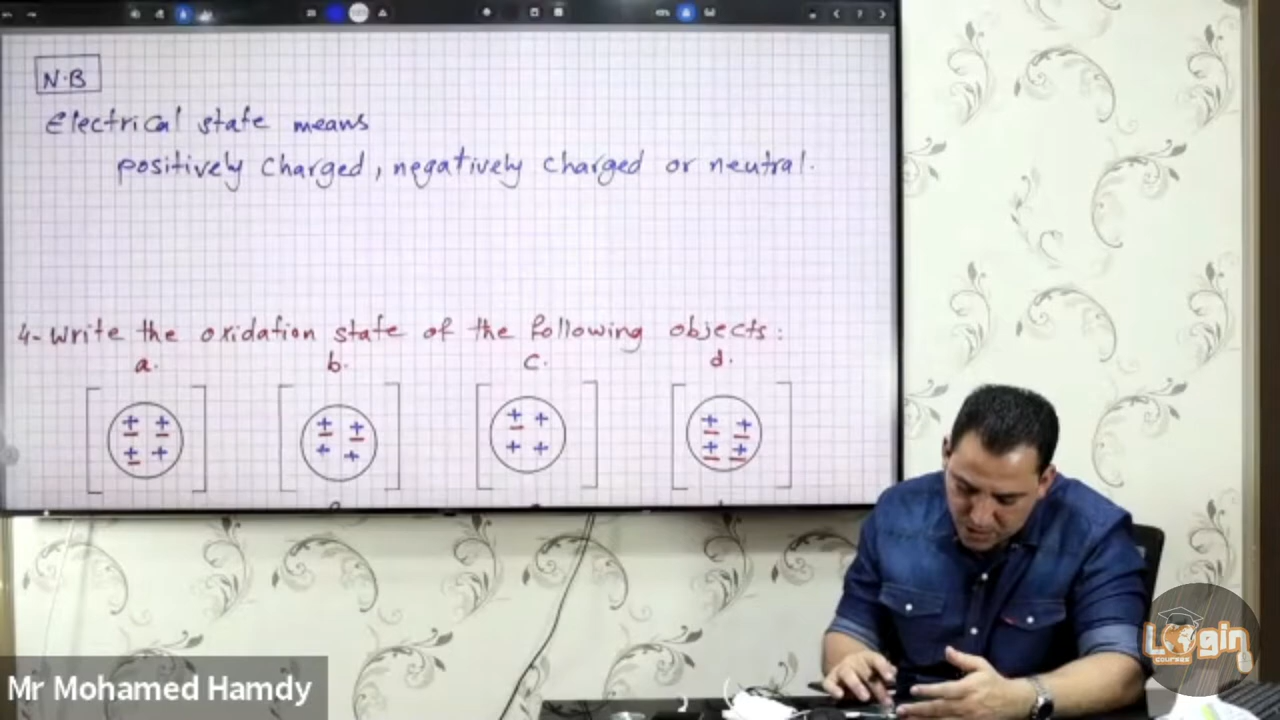 N.B
Electrical state means
positively charged, negatively charged or neutral.
4- Write the oxidation state of the following objects:
a. b. c. d.
+ + + + + + + +
- - - - - - -
+ + + + + + + +
- - -
Mr Mohamed Hamdy
Login
courses